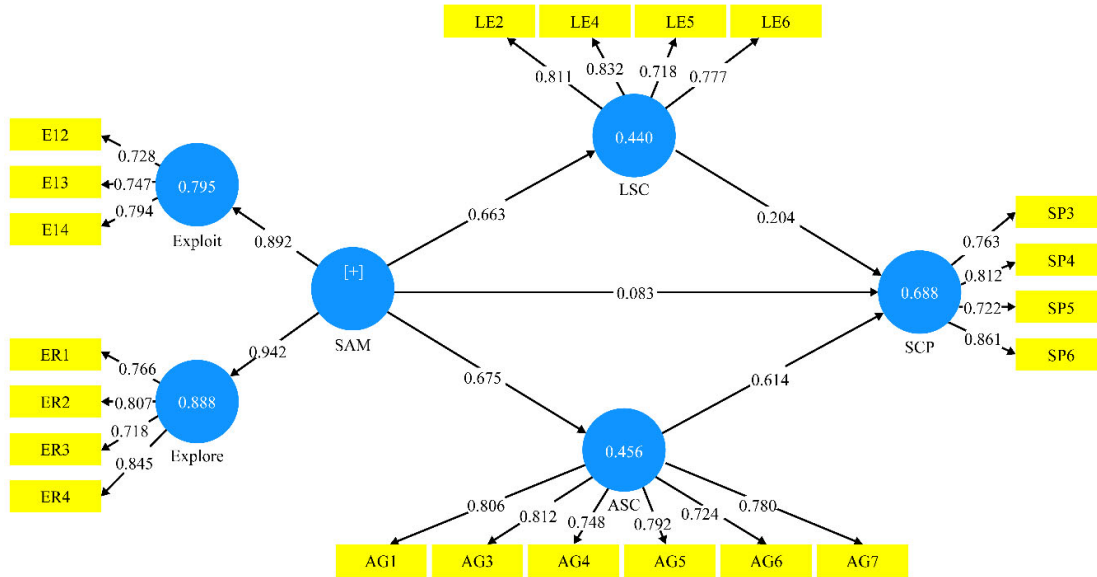 LE2 LE4 LE5 LE6
0.811 0.832 0.718 0.777
0.440
LSC
E12
E13
E14
0.728
0.747
0.794
0.795
Exploit
0.892
0.663
0.204
[+]
SAM
0.083
0.942
0.675
0.614
ER1
ER2
ER3
ER4
0.766
0.807
0.718
0.845
0.888
Explore
0.688
SCP
0.763
0.812
0.722
0.861
SP3
SP4
SP5
SP6
0.456
ASC
0.806 0.812 0.748 0.792 0.724 0.780
AG1 AG3 AG4 AG5 AG6 AG7